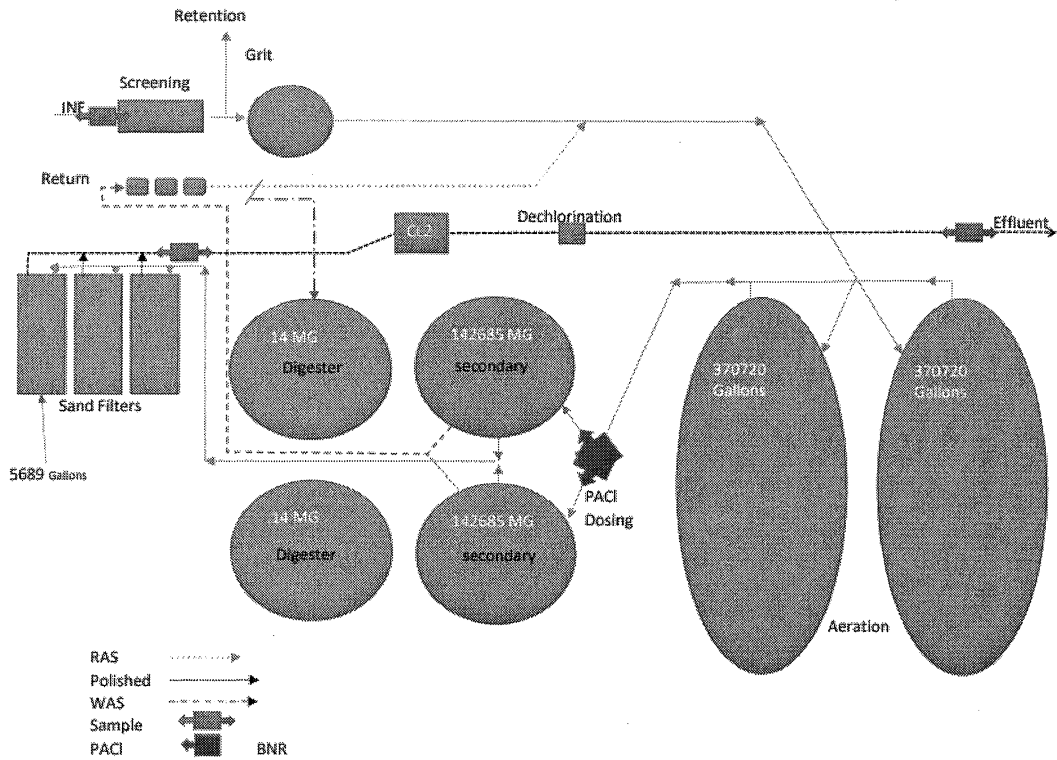 Retention
Grit
Screening
INF
Return
CL2
Dechlorination
Effluent
14 MG
Digester
142685 MG
secondary
370720
Gallons
370720
Gallons
Sand Filters
5689 Gallons
PACl
Dosing
14 MG
Digester
142685 MG
secondary
Aeration
RAS
Polished
WAS
Sample
PACl
BNR